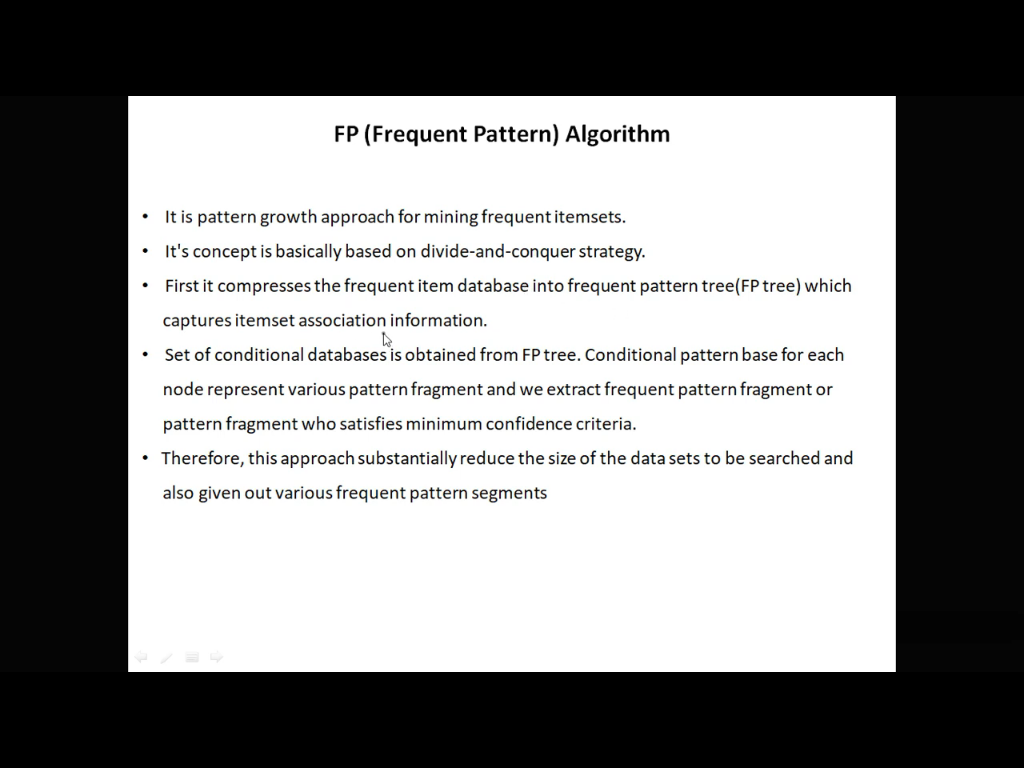 FP (Frequent Pattern) Algorithm
• It is pattern growth approach for mining frequent itemsets.
• It's concept is basically based on divide-and-conquer strategy.
• First it compresses the frequent item database into frequent pattern tree(FP tree) which
captures itemset association information.
• Set of conditional databases is obtained from FP tree. Conditional pattern base for each
node represent various pattern fragment and we extract frequent pattern fragment or
pattern fragment who satisfies minimum confidence criteria.
• Therefore, this approach substantially reduce the size of the data sets to be searched and
also given out various frequent pattern segments